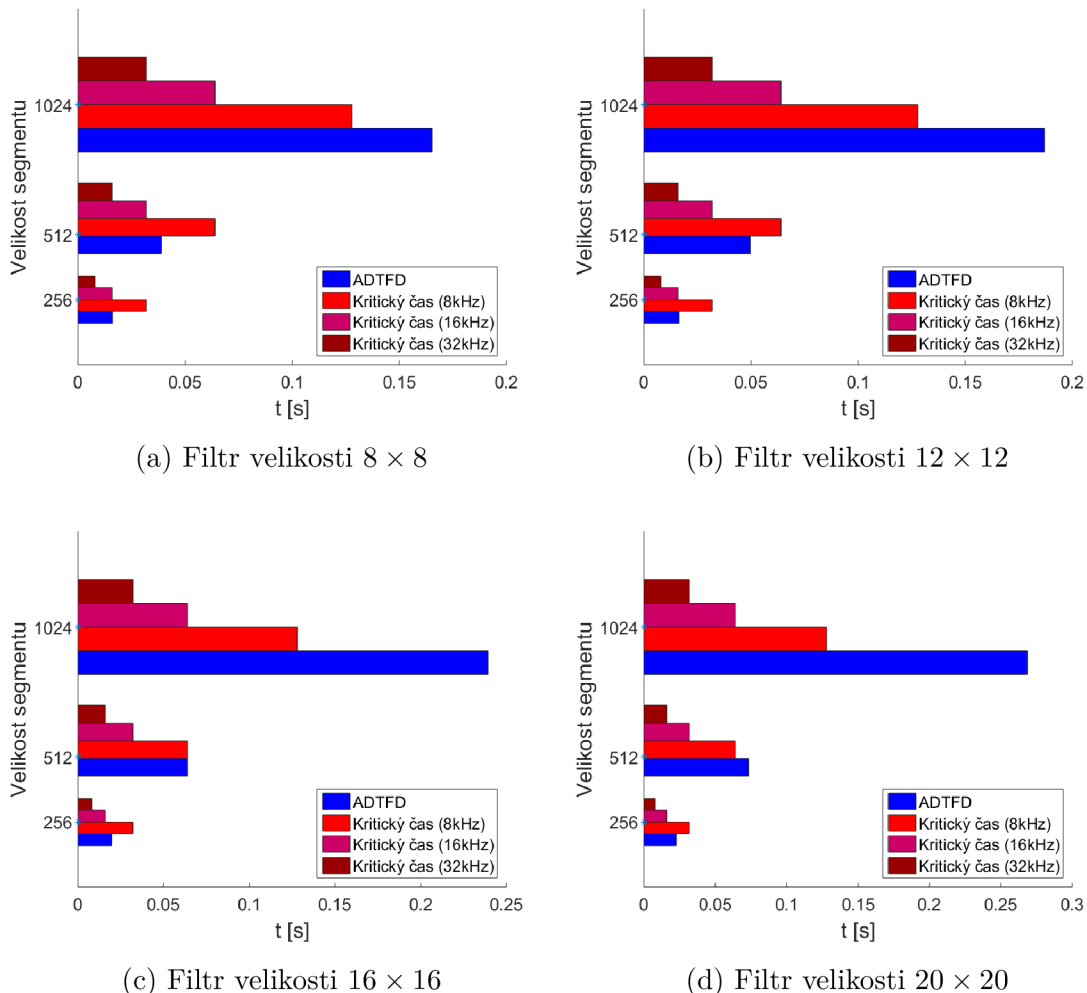 Velikost segmentu
1024
512
256
ADTFD
Kritický čas (8kHz)
Kritický čas (16kHz)
Kritický čas (32kHz)
0 0.05 0.1 0.15 0.2
t [s]
(a) Filtr velikosti 8 × 8
Velikost segmentu
1024
512
256
ADTFD
Kritický čas (8kHz)
Kritický čas (16kHz)
Kritický čas (32kHz)
0 0.05 0.1 0.15 0.2
t [s]
(b) Filtr velikosti 12 × 12
Velikost segmentu
1024
512
256
ADTFD
Kritický čas (8kHz)
Kritický čas (16kHz)
Kritický čas (32kHz)
0 0.05 0.1 0.15 0.2 0.25
t [s]
(c) Filtr velikosti 16 × 16
Velikost segmentu
1024
512
256
ADTFD
Kritický čas (8kHz)
Kritický čas (16kHz)
Kritický čas (32kHz)
0 0.05 0.1 0.15 0.2 0.25 0.3
t [s]
(d) Filtr velikosti 20 × 20